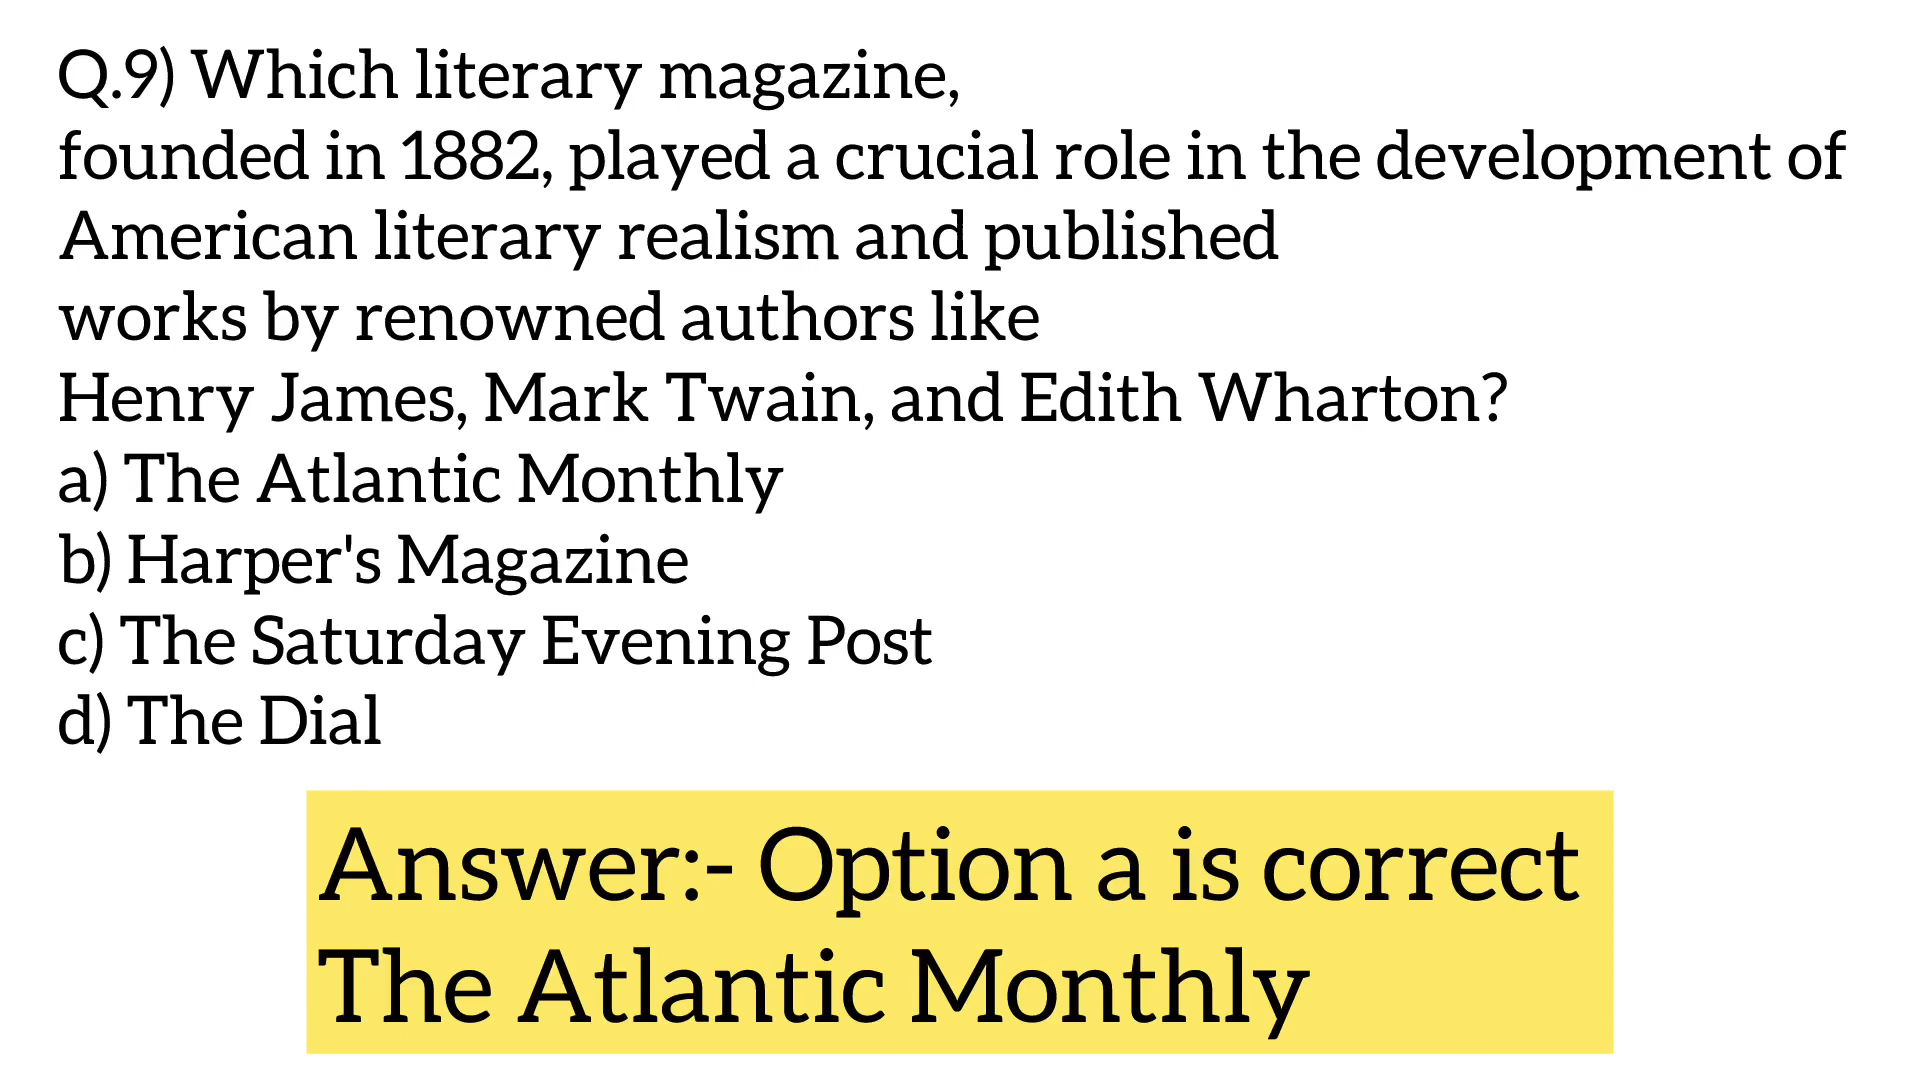 Q.9) Which literary magazine,
founded in 1882, played a crucial role in the development of
American literary realism and published
works by renowned authors like
Henry James, Mark Twain, and Edith Wharton?
a) The Atlantic Monthly
b) Harper's Magazine
c) The Saturday Evening Post
d) The Dial
Answer:- Option a is correct
The Atlantic Monthly